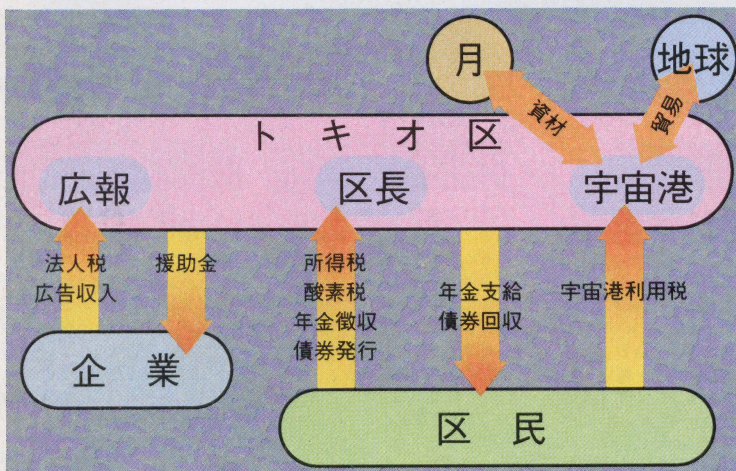 月
地球
資材
貿易
トキオ区
広報
区長
宇宙港
法人税
広告収入
援助金
所得税
酸素税
年金徴収
債券発行
年金支給
債券回収
宇宙港利用税
企業
区民